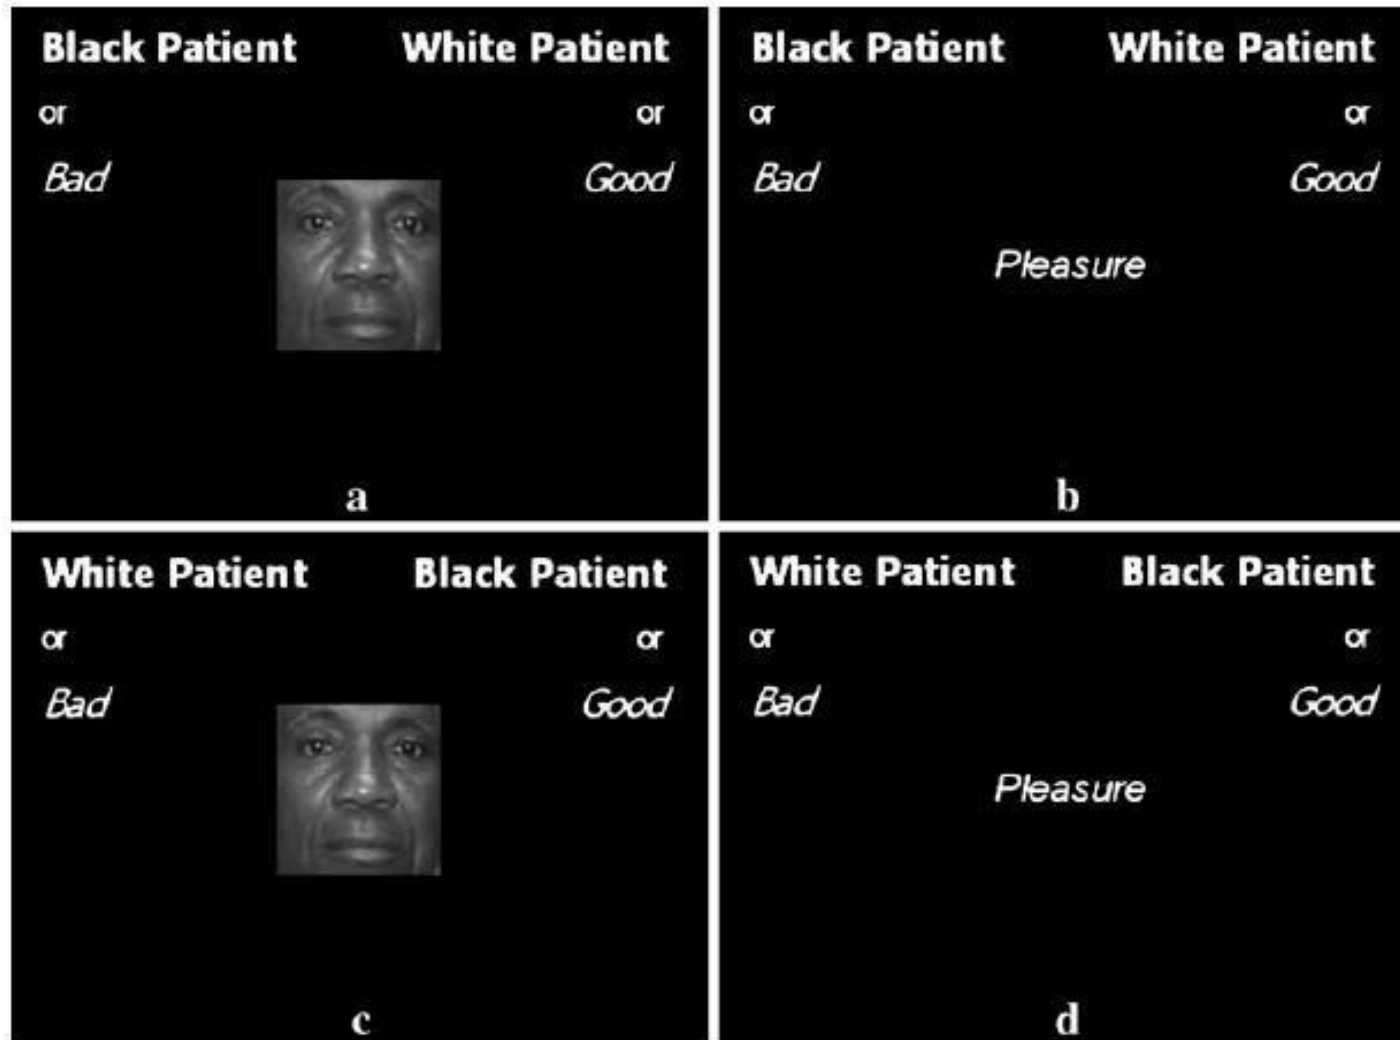 Black Patient White Patient
or or
Bad Good
a
Black Patient White Patient
or or
Bad Good
Pleasure
b
White Patient Black Patient
or or
Bad Good
c
White Patient Black Patient
or or
Bad Good
Pleasure
d